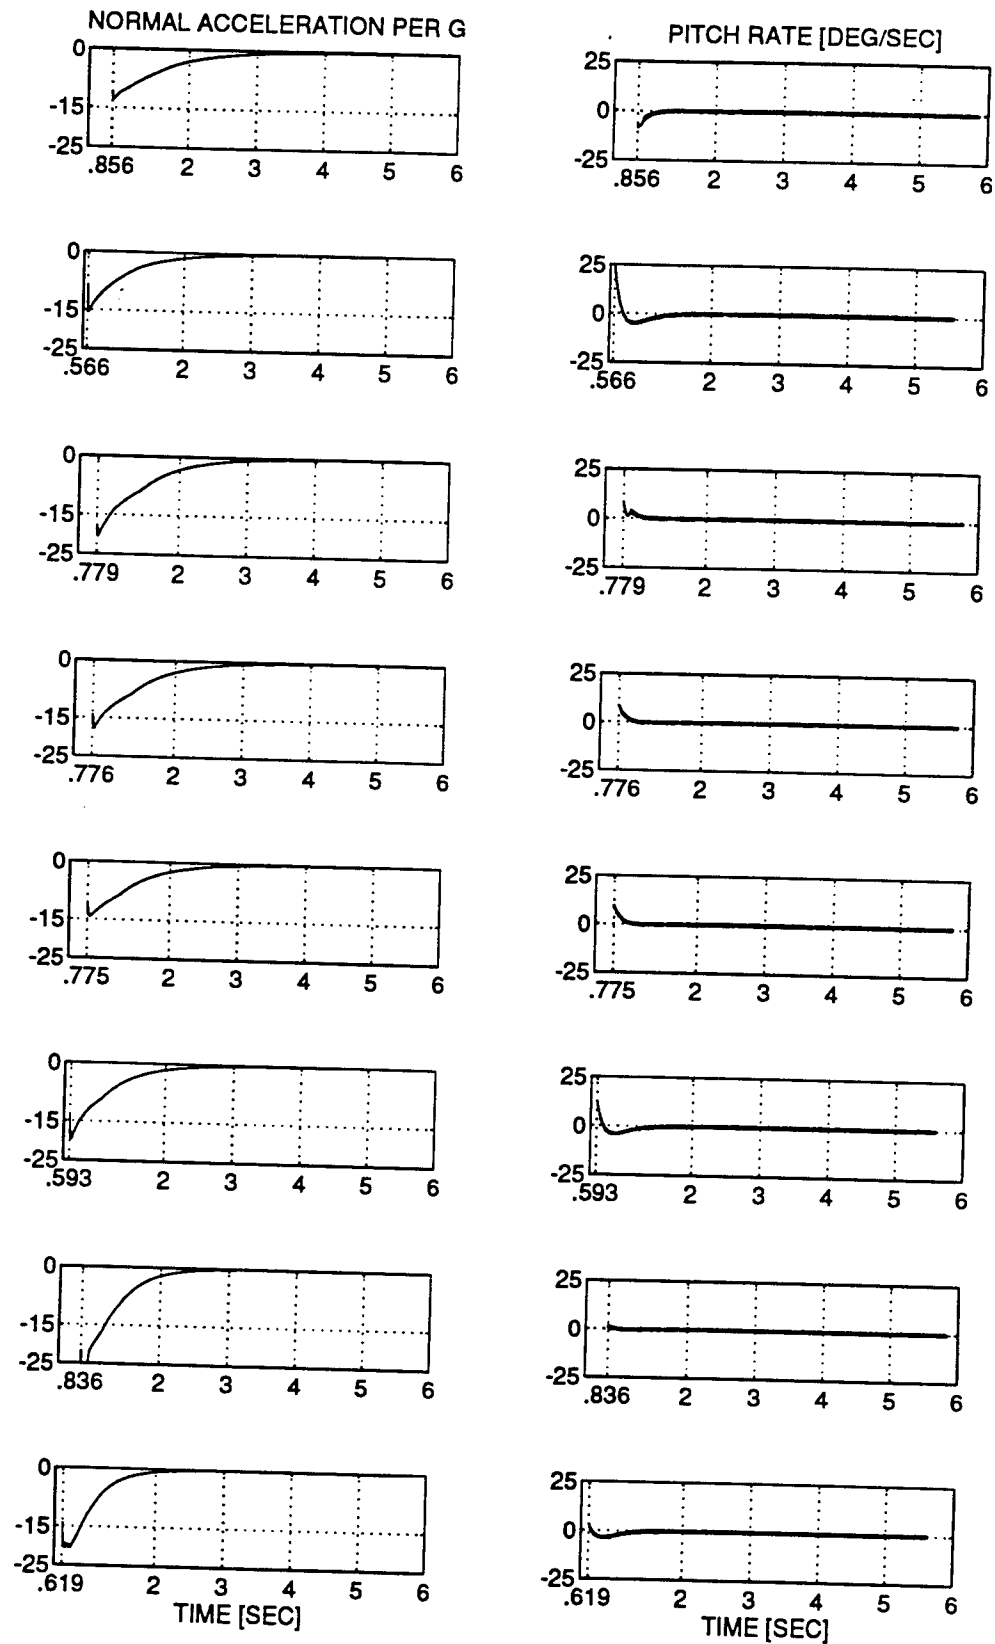 NORMAL ACCELERATION PER G
PITCH RATE [DEG/SEC]
0
-15
-25
.856 2 3 4 5 6
25
0
-25
.856 2 3 4 5 6
0
-15
-25
.566 2 3 4 5 6
25
0
-25
.566 2 3 4 5 6
0
-15
-25
.779 2 3 4 5 6
25
0
-25
.779 2 3 4 5 6
0
-15
-25
.776 2 3 4 5 6
25
0
-25
.776 2 3 4 5 6
0
-15
-25
.775 2 3 4 5 6
25
0
-25
.775 2 3 4 5 6
0
-15
-25
.593 2 3 4 5 6
25
0
-25
.593 2 3 4 5 6
0
-15
-25
.836 2 3 4 5 6
25
0
-25
.836 2 3 4 5 6
0
-15
-25
.619 2 3 4 5 6
TIME [SEC]
25
0
-25
.619 2 3 4 5 6
TIME [SEC]